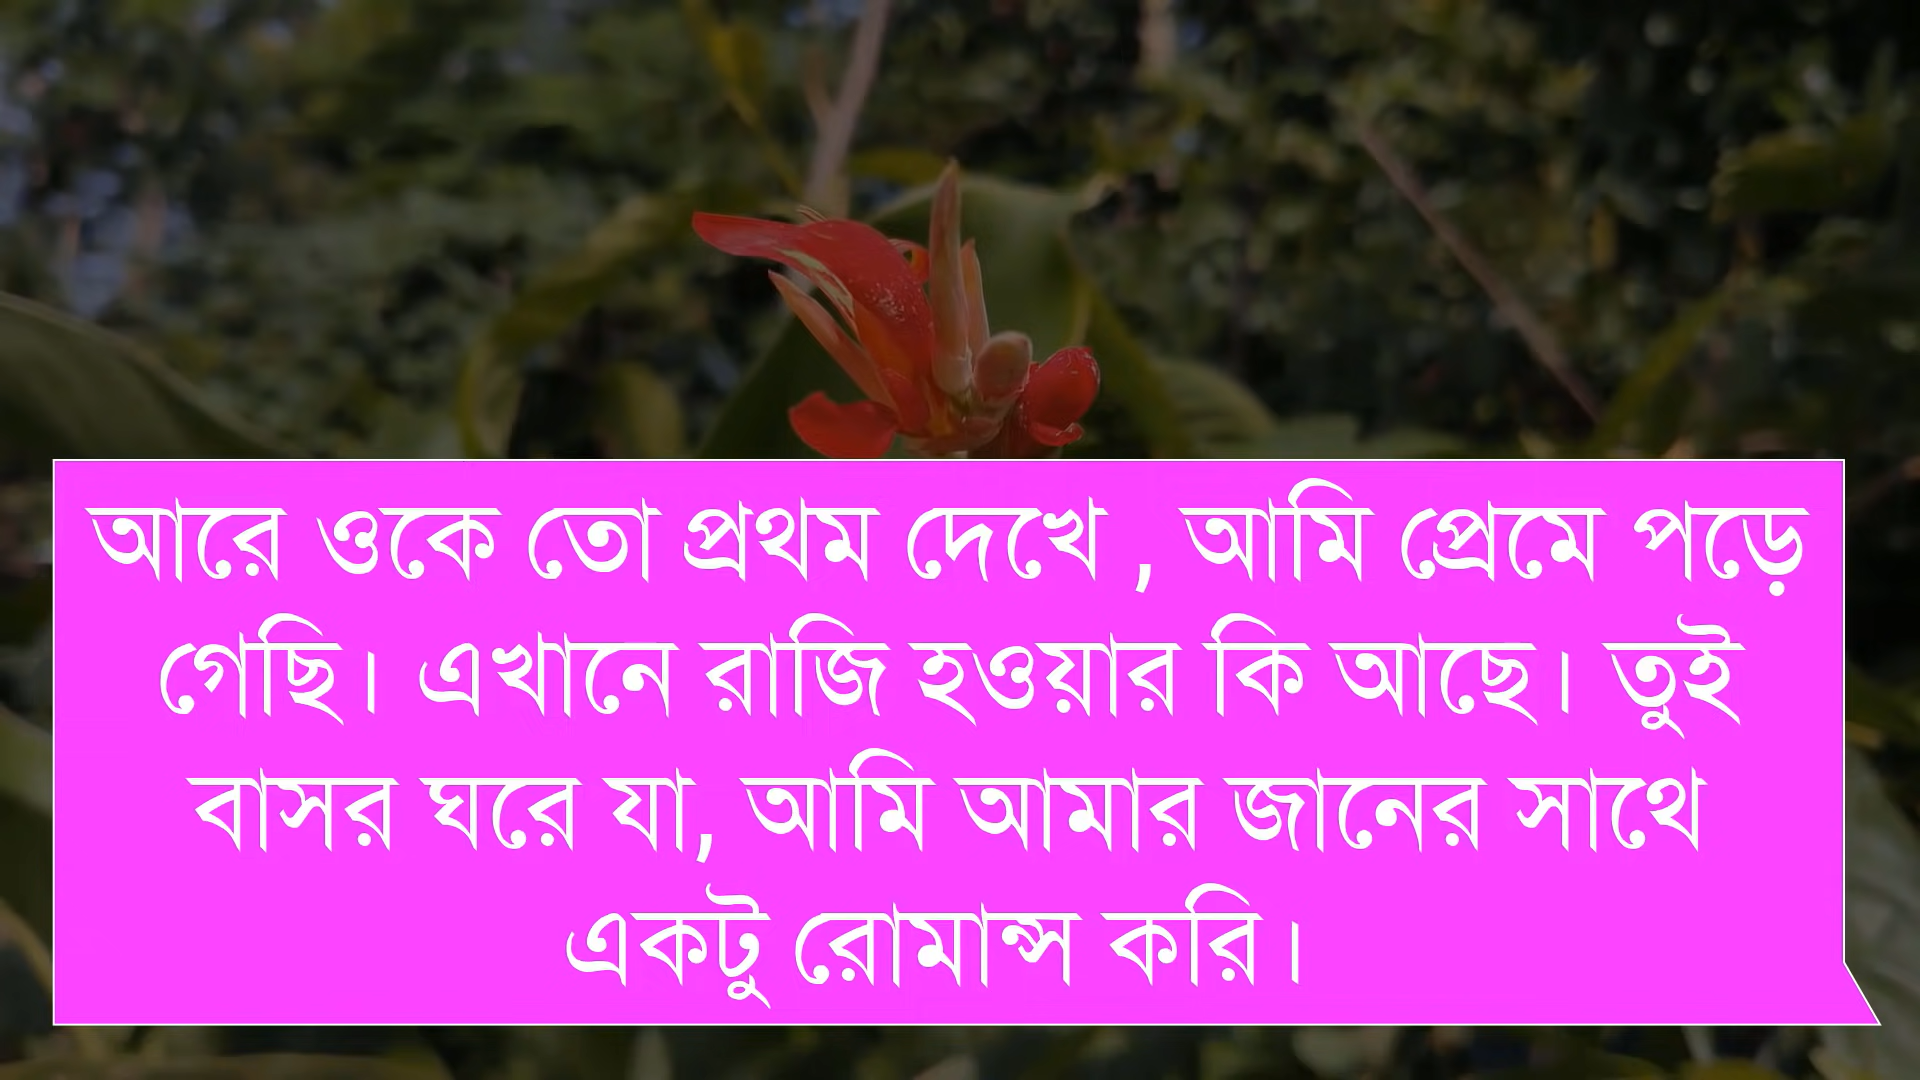 আরে ওকে তো প্রথম দেখে , আমি প্রেমে পড়ে
গেছি। এখানে রাজি হওয়ার কি আছে। তুই
বাসর ঘরে যা, আমি আমার জানের সাথে
একটু রোমান্স করি।